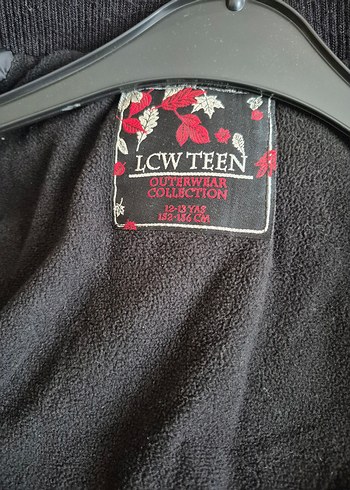 LCW TEEN
OUTERWEAR
COLLECTION
12-13 YAŞ
152-156 CM